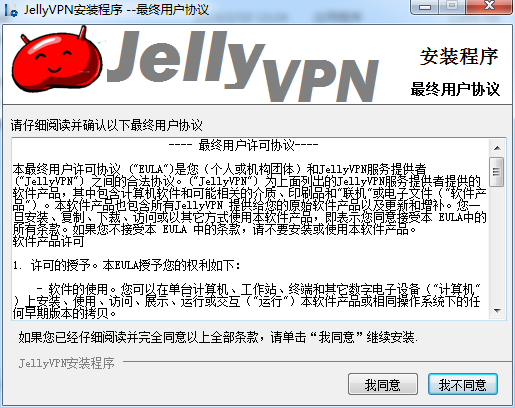 JellyVPN安装程序 --最终用户协议
JellyVPN
安装程序
最终用户协议
请仔细阅读并确认以下最终用户协议
---- 最终用户许可协议----
本最终用户许可协议 ("EULA")是您（个人或机构团体）和JellyVPN服务提供者
("JellyVPN") 之间的合法协议。("JellyVPN") 为上面列出的JellyVPN服务提供者提供的
软件产品，其中包含计算机软件和可能相关的介质、印刷品和"联机"或电子文件 ("软件产
品") 。本软件产品也包含所有JellyVPN 提供给您的原始软件产品以及更新和增补。您一
旦安装、复制、下载、访问或以其它方式使用本软件产品，即表示您同意接受本 EULA中的
所有条款。如果您不接受本 EULA 中的条款，请不要安装或使用本软件产品。
软件产品许可
1. 许可的授予。本EULA授予您的权利如下：
- 软件的使用。您可以在单台计算机、工作站、终端和其它数字电子设备 ("计算机"
) 上安装、使用、访问、展示、运行或交互 ("运行") 本软件产品或相同操作系统下的任
何早期版本的拷贝。
如果您已经仔细阅读并完全同意以上全部条款，请单击“我同意”继续安装.
JellyVPN安装程序
我同意
我不同意